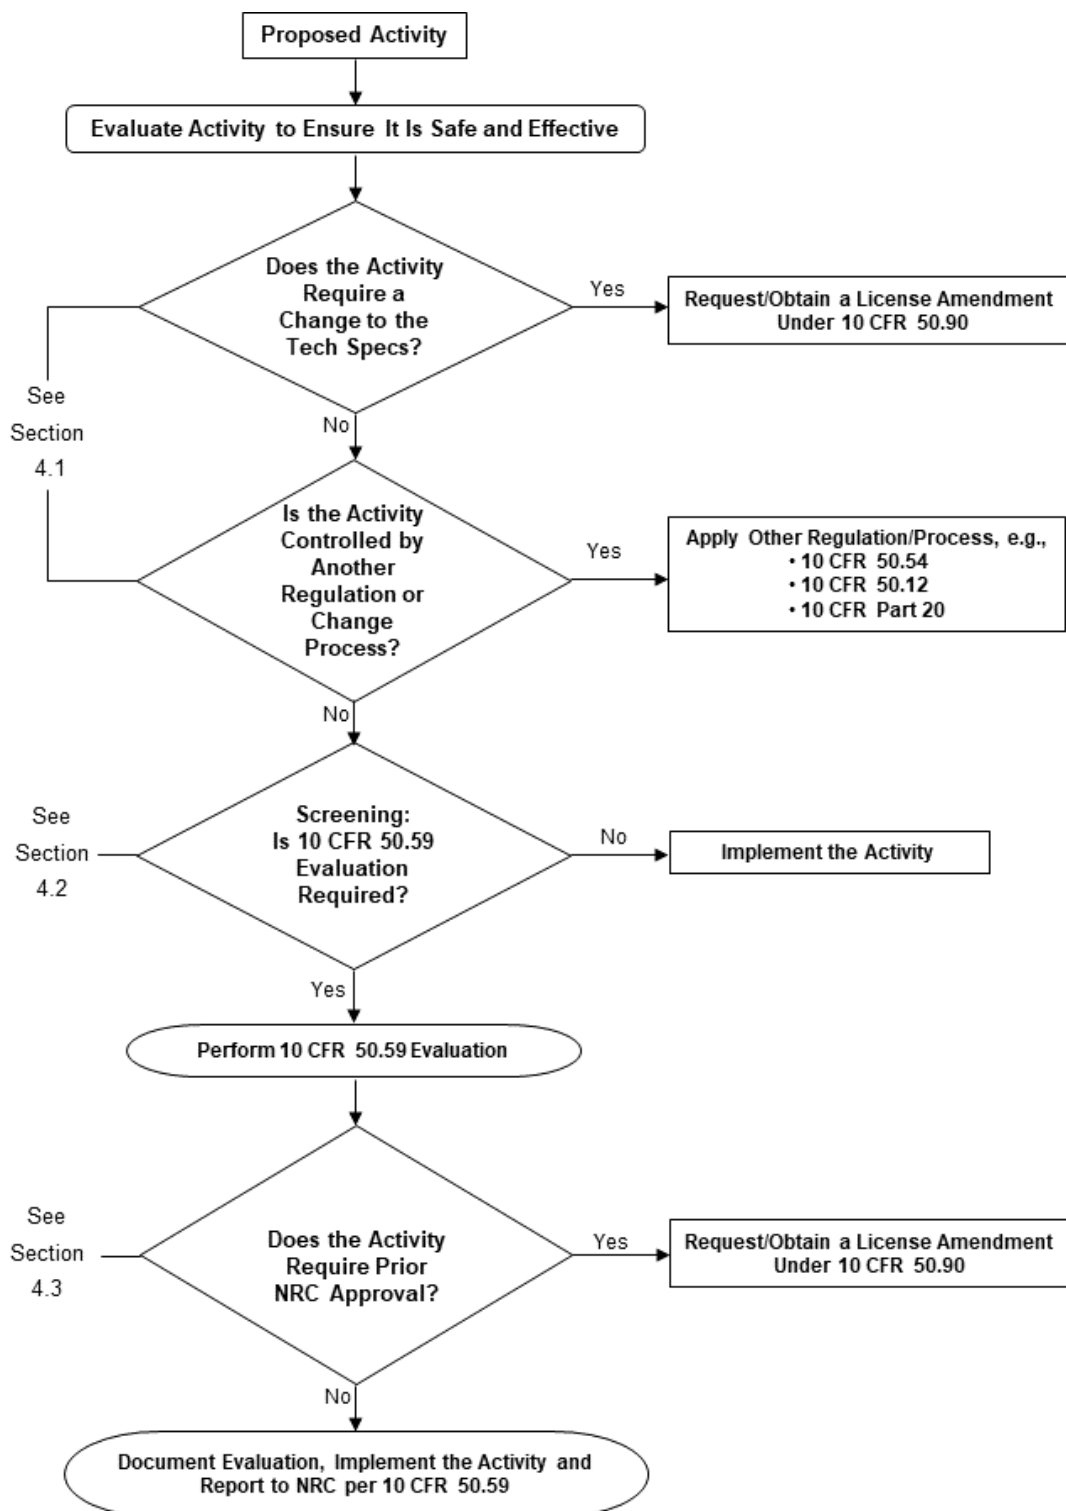 Proposed Activity
Evaluate Activity to Ensure It Is Safe and Effective
Does the Activity
Require a
Change to the
Tech Specs?
Yes
Request/Obtain a License Amendment
Under 10 CFR 50.90
See
Section
4.1
No
Is the Activity
Controlled by
Another
Regulation or
Change
Process?
Yes
Apply Other Regulation/Process, e.g.,
• 10 CFR 50.54
• 10 CFR 50.12
• 10 CFR Part 20
No
See
Section
4.2
Screening:
Is 10 CFR 50.59
Evaluation
Required?
No
Implement the Activity
Yes
Perform 10 CFR 50.59 Evaluation
See
Section
4.3
Does the Activity
Require Prior
NRC Approval?
Yes
Request/Obtain a License Amendment
Under 10 CFR 50.90
No
Document Evaluation, Implement the Activity and
Report to NRC per 10 CFR 50.59